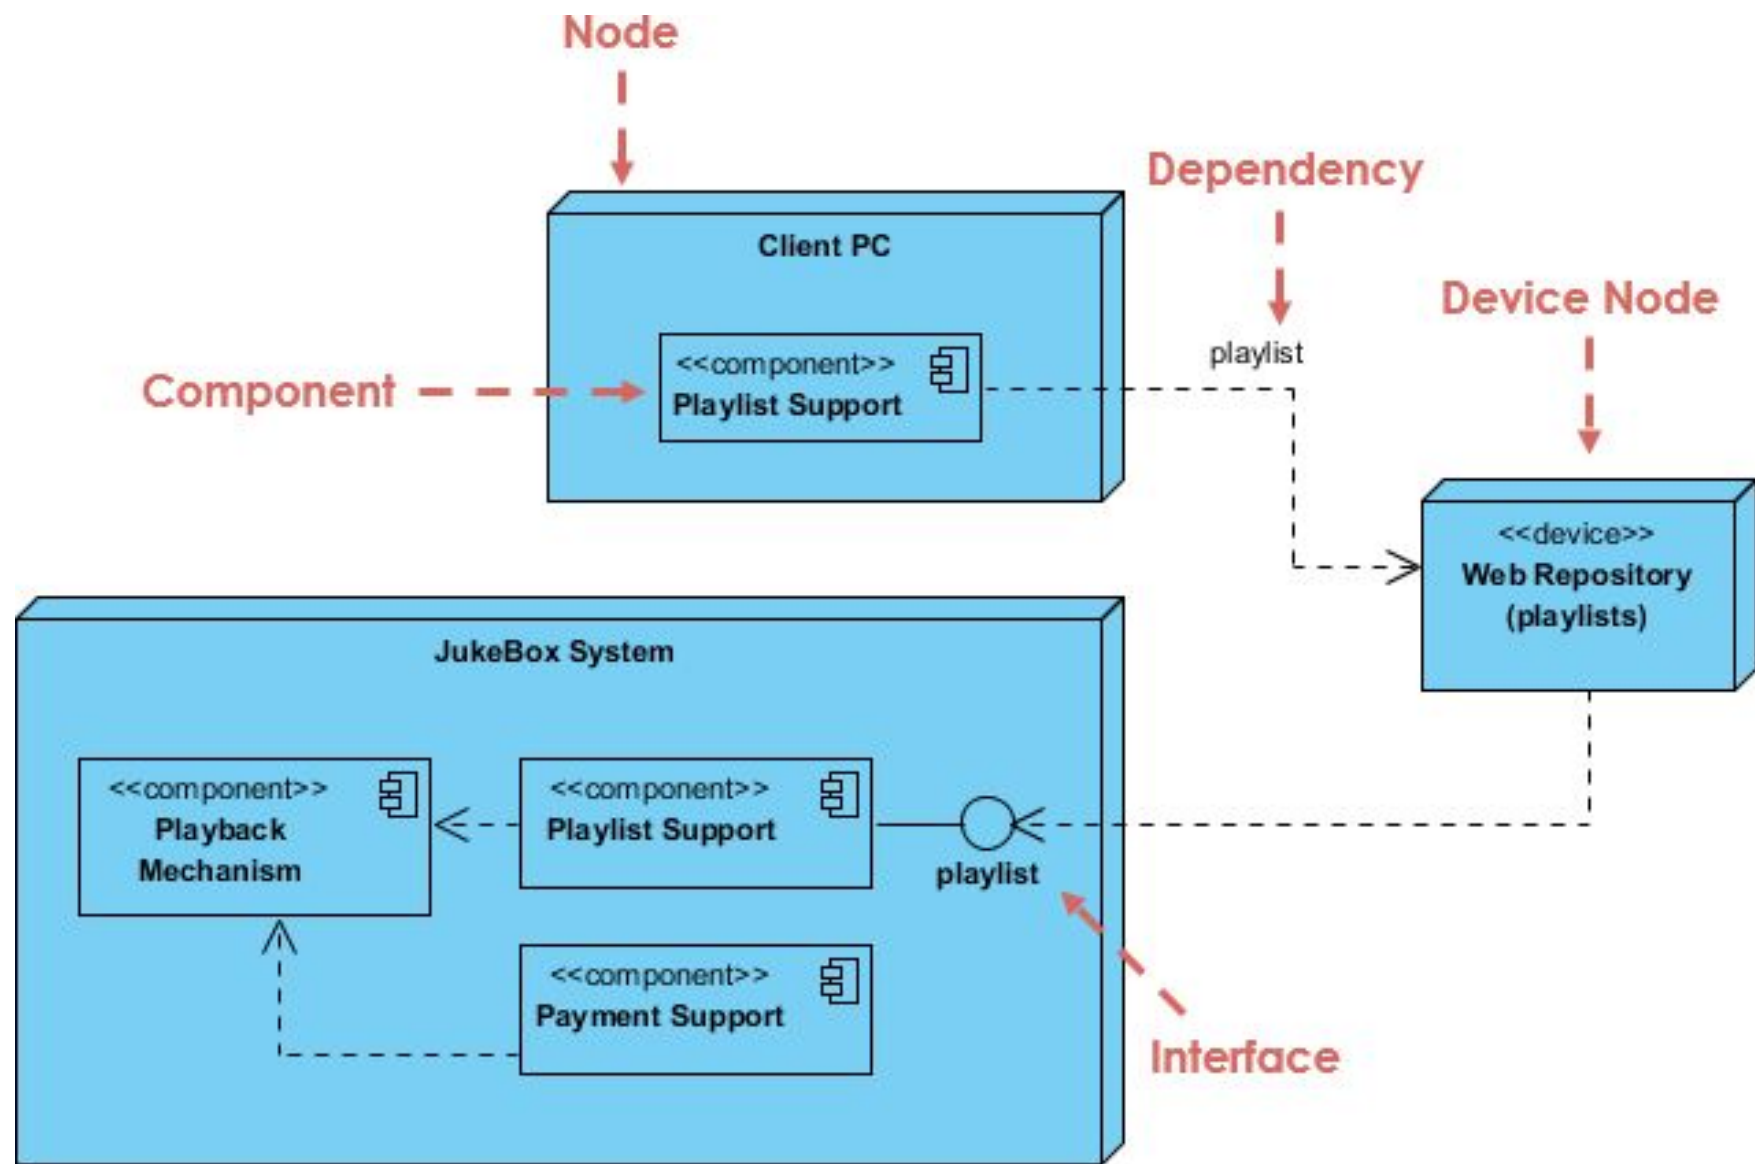 Node
Dependency
Client PC
Device Node
<<component>>
Playlist Support
playlist
Component
<<device>>
Web Repository
(playlists)
JukeBox System
<<component>>
Playback
Mechanism
<<component>>
Playlist Support
playlist
<<component>>
Payment Support
Interface